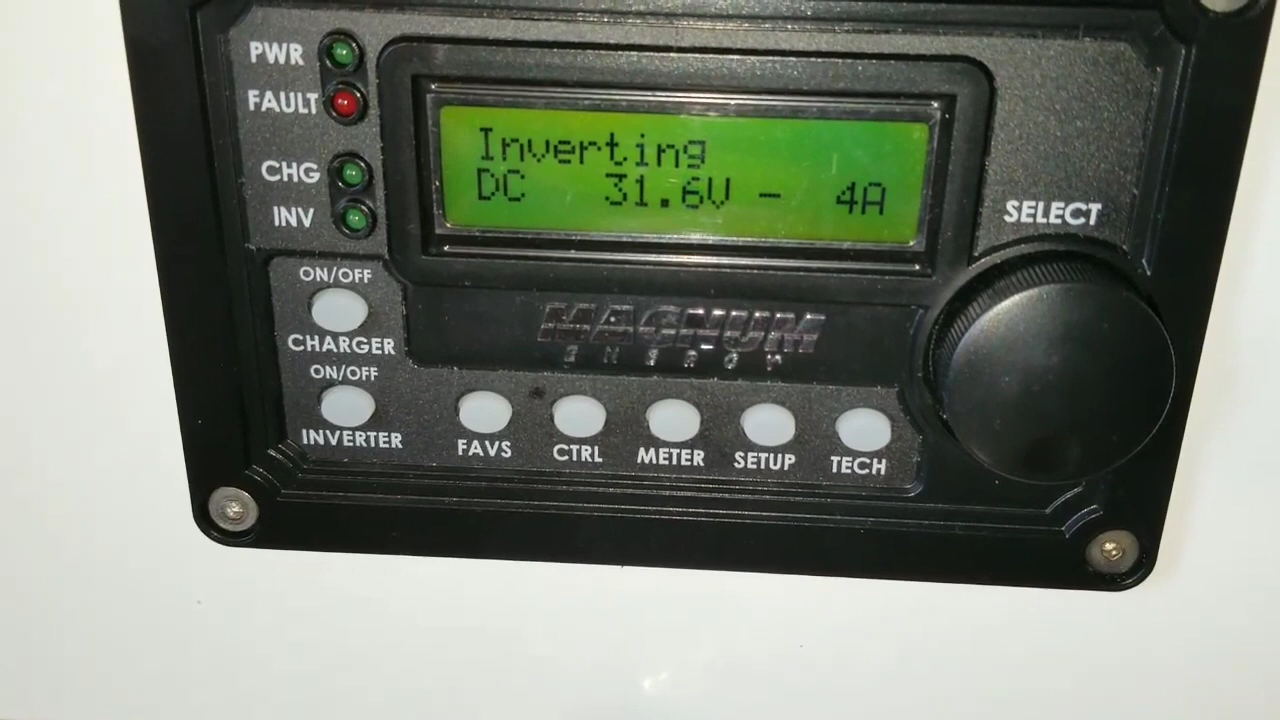 PWR
FAULT
CHG
INV
Inverting
DC 31.6V - 4A
SELECT
ON/OFF
CHARGER
ON/OFF
INVERTER
MAGNUM
ENERGY
FAVS
CTRL
METER
SETUP
TECH